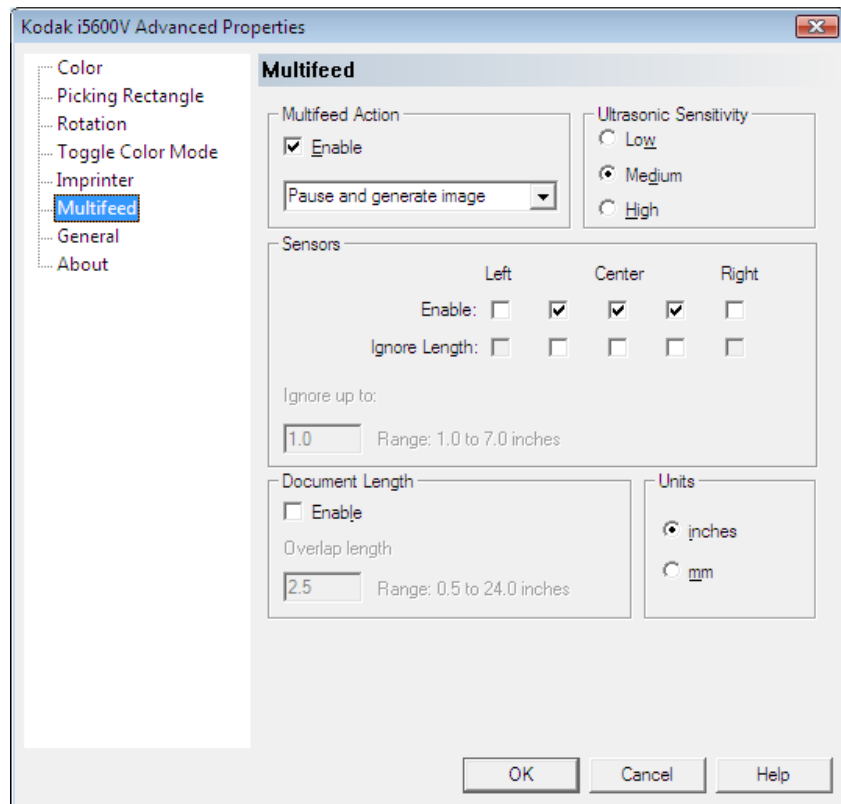 Kodak i5600V Advanced Properties
Color
Picking Rectangle
Rotation
Toggle Color Mode
Imprinter
Multifeed
General
About
Multifeed
Multifeed Action
Enable
Pause and generate image
Ultrasonic Sensitivity
Low
Medium
High
Sensors
Left Center Right
Enable:
Ignore Length:
Ignore up to:
1.0 Range: 1.0 to 7.0 inches
Document Length
Enable
Overlap length
2.5 Range: 0.5 to 24.0 inches
Units
inches
mm
OK Cancel Help